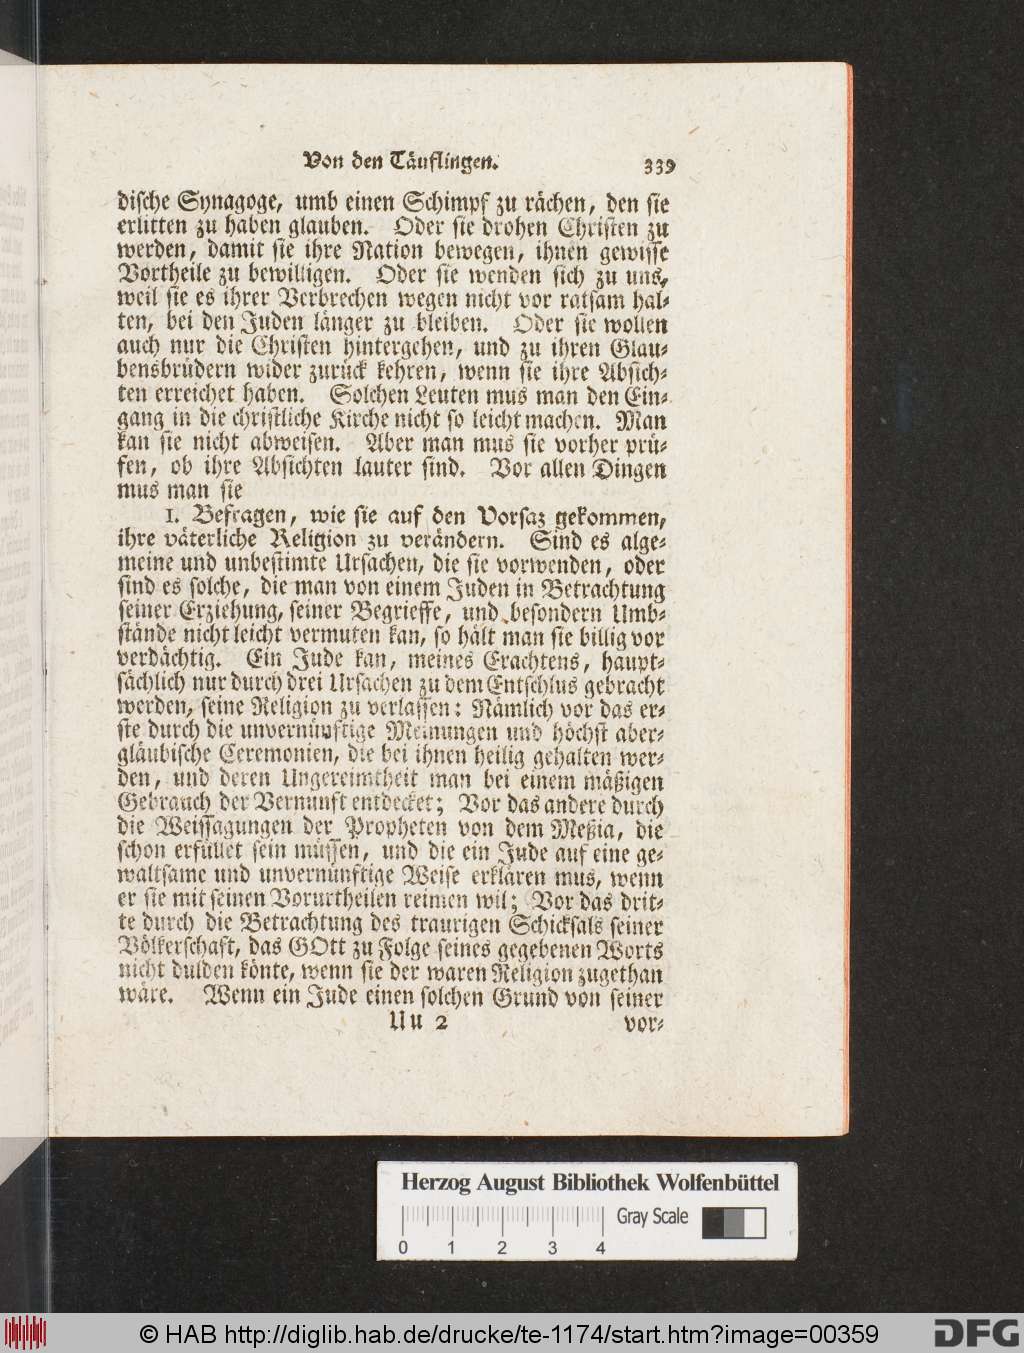 Von den Täuflingen. 339
dische Synagoge, umb einen Schimpf zu rächen, den sie
erlitten zu haben glauben. Oder sie drohen Christen zu
werden, damit sie ihre Nation bewegen, ihnen gewisse
Vortheile zu bewilligen. Oder sie wenden sich zu uns,
weil sie es ihrer Verbrechen wegen nicht vor ratsam hal-
ten, bei den Juden länger zu bleiben. Oder sie wollen
auch nur die Christen hintergehen, und zu ihren Glau-
bensbrüdern wider zurück kehren, wenn sie ihre Absich-
ten erreichet haben. Solchen Leuten mus man den Ein-
gang in die christliche Kirche nicht so leicht machen. Man
kan sie nicht abweisen. Aber man mus sie vorher prü-
fen, ob ihre Absichten lauter sind. Vor allen Dingen
mus man sie
1. Befragen, wie sie auf den Vorsaz gekommen,
ihre väterliche Religion zu verändern. Sind es alge-
meine und unbestimte Ursachen, die sie vorwenden, oder
sind es solche, die man von einem Juden in Betrachtung
seiner Erziehung, seiner Begrieffe, und besondern Umb-
stände nicht leicht vermuten kan, so hält man sie billig vor
verdächtig. Ein Jude kan, meines Erachtens, haupt-
sächlich nur durch drei Ursachen zu dem Entschlus gebracht
werden, seine Religion zu verlassen: Nämlich vor das er-
ste durch die unvernünftige Meinungen und höchst aber-
gläubische Ceremonien, die bei ihnen heilig gehalten wer-
den, und deren Ungereimtheit man bei einem mäßigen
Gebrauch der Vernunft entdecket; Vor das andere durch
die Weissagungen der Propheten von dem Meßia, die
schon erfüllet sein müssen, und die ein Jude auf eine ge-
waltsame und unvernünftige Weise erklären mus, wenn
er sie mit seinen Vorurtheilen reimen wil; Vor das drit-
te durch die Betrachtung des traurigen Schicksals seiner
Völkerschaft, das GOtt zu Folge seines gegebenen Worts
nicht dulden könte, wenn sie der waren Religion zugethan
wäre. Wenn ein Jude einen solchen Grund von seiner
Uu 2 vor-
Herzog August Bibliothek Wolfenbüttel
Gray Scale
0 1 2 3 4
© HAB http://diglib.hab.de/drucke/te-1174/start.htm?image=00359
DFG